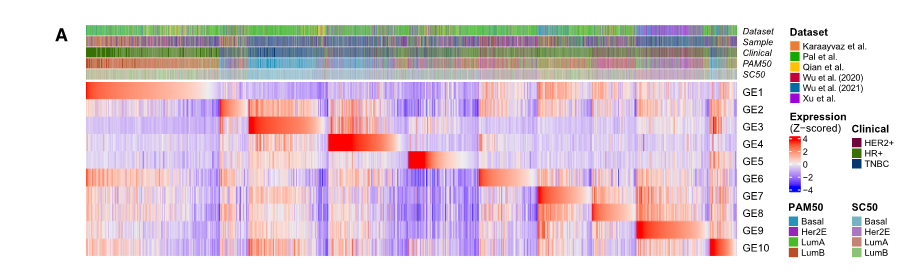 A
Dataset
Sample
Clinical
PAM50
SC50
GE1
GE2
GE3
GE4
GE5
GE6
GE7
GE8
GE9
GE10
Dataset
Karaayvaz et al.
Pal et al.
Qian et al.
Wu et al. (2020)
Wu et al. (2021)
Xu et al.
Expression
(Z-scored)
4
2
0
−2
−4
Clinical
HER2+
HR+
TNBC
PAM50
Basal
Her2E
LumA
LumB
SC50
Basal
Her2E
LumA
LumB